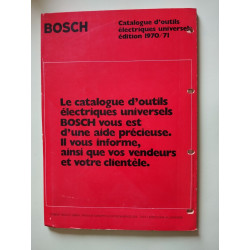 BOSCH
Catalogue d'outils
électriques universels
édition 1970/71
Le catalogue d'outils
électriques universels
BOSCH vous est
d'une aide précieuse.
Il vous informe,
ainsi que vos vendeurs
et votre clientèle.